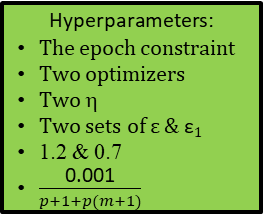 Hyperparameters:
• The epoch constraint
• Two optimizers
• Two η
• Two sets of ε & ε₁
• 1.2 & 0.7
• 0.001
p+1+p(m+1)